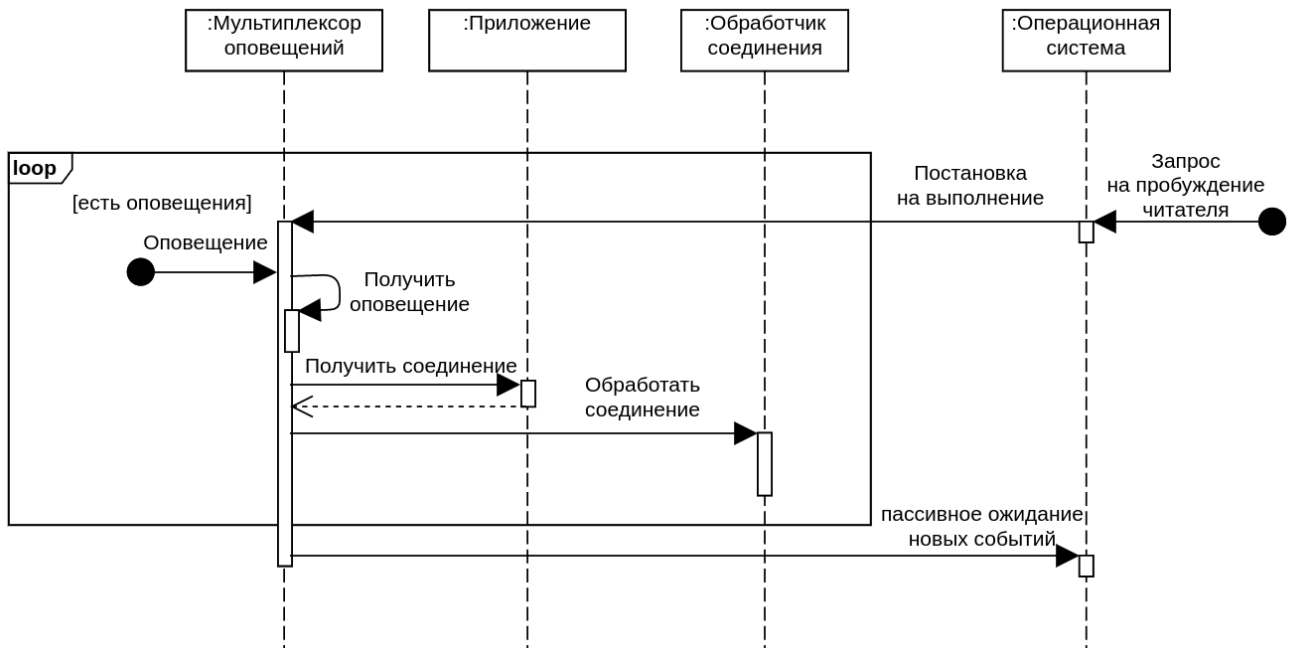 :Мультиплексор
оповещений
:Приложение
:Обработчик
соединения
:Операционная
система
loop
[есть оповещения]
Постановка
на выполнение
Запрос
на пробуждение
читателя
Оповещение
Получить
оповещение
Получить соединение
Обработать
соединение
пассивное ожидание
новых событий